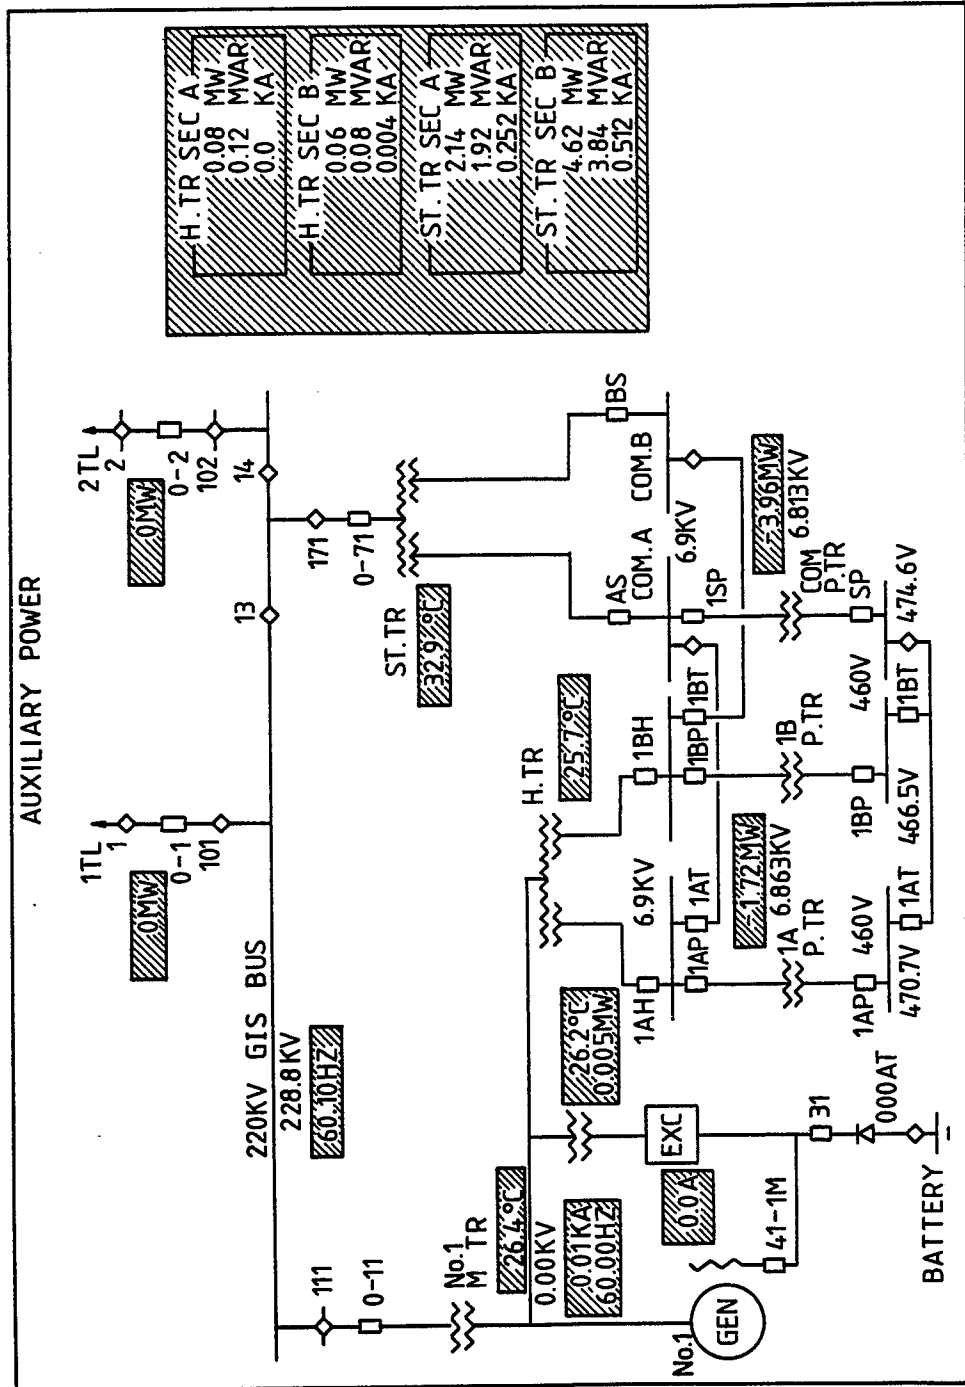 AUXILIARY POWER
H.TR SEC A
0.08 MW
0.12 MVAR
0.0 KA
H.TR SEC B
0.06 MW
0.08 MVAR
0.004 KA
ST.TR SEC A
2.14 MW
1.92 MVAR
0.252 KA
ST.TR SEC B
4.62 MW
3.84 MVAR
0.512 KA
1TL
1
0MW
0-1
101
2TL
2
0MW
0-2
102
220KV GIS BUS
228.8KV
60.10HZ
13
14
111
0-11
171
0-71
No.1
M TR
26.4°C
ST.TR
32.9°C
H.TR
25.7°C
0.00KV
0.01KA
60.00HZ
26.2°C
0.005MW
No.1
GEN
EXC
0.0A
41-1M
31
000AT
BATTERY
1AH
6.9KV
1BH
AS
COM.A
BS
COM.B
6.9KV
1AP
1AT
1BP
1BT
1SP
-1.72MW
6.863KV
-3.96MW
6.813KV
1A
P.TR
1B
P.TR
COM
P.TR
1AP
460V
1BP
460V
SP
470.7V
1AT
466.5V
1BT
474.6V